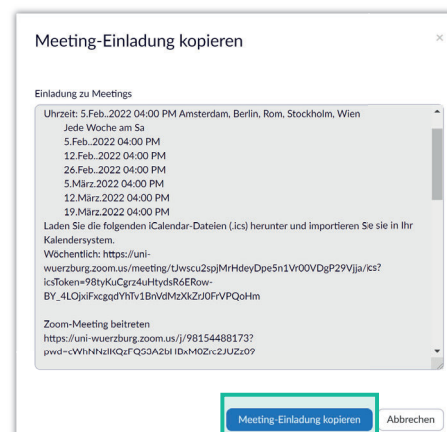 Meeting-Einladung kopieren
×
Einladung zu Meetings
Uhrzeit: 5.Feb..2022 04:00 PM Amsterdam, Berlin, Rom, Stockholm, Wien
Jede Woche am Sa
5.Feb..2022 04:00 PM
12.Feb..2022 04:00 PM
26.Feb..2022 04:00 PM
5.März.2022 04:00 PM
12.März.2022 04:00 PM
19.März.2022 04:00 PM
Laden Sie die folgenden iCalendar-Dateien (.ics) herunter und importieren Sie sie in Ihr
Kalendersystem.
Wöchentlich: https://uni-
wuerzburg.zoom.us/meeting/tJwscu2spjMrHdeyDpe5n1Vr00VDgP29Vjja/ics?
icsToken=98tyKuCgrz4uHtydsR6ERow-
BY_4LOjxiFxcgqdYhTv1BnVdMzXkZrJ0FrVPQoHm
Zoom-Meeting beitreten
https://uni-wuerzburg.zoom.us/j/98154488173?
pwd=cWhNNzlKQzFQS3A2bHBxM0Zrc2JUZz09
Meeting-Einladung kopieren
Abbrechen